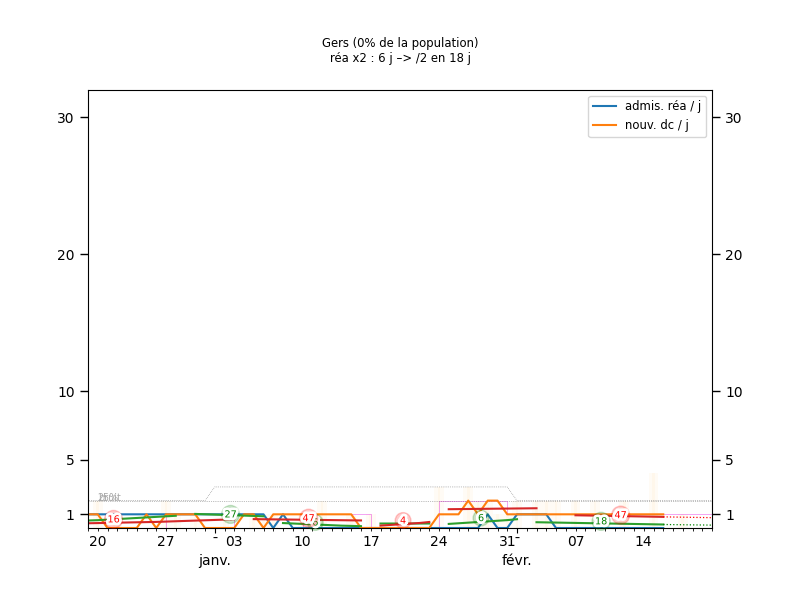 Gers (0% de la population)
réa x2 : 6 j –> /2 en 18 j
admis. réa / j
nouv. dc / j
30 30
20 20
10 10
5 5
1 1
16 27 47 4 6 18 47
20 27 - 03 10 17 24 31- 07 14
janv. févr.